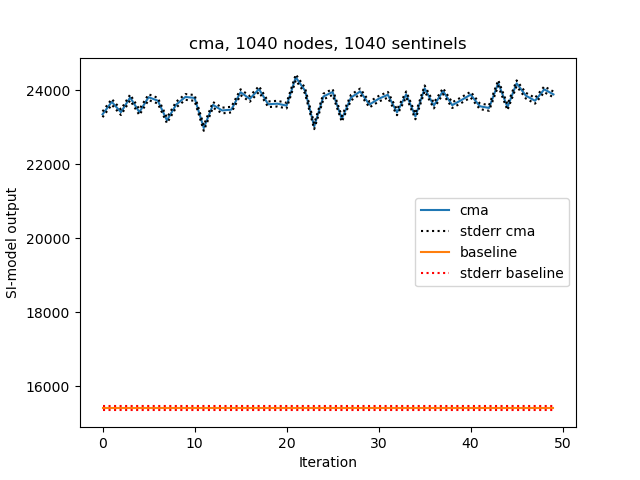 cma, 1040 nodes, 1040 sentinels
SI-model output
24000
22000
20000
18000
16000
cma
stderr cma
baseline
stderr baseline
0 10 20 30 40 50
Iteration